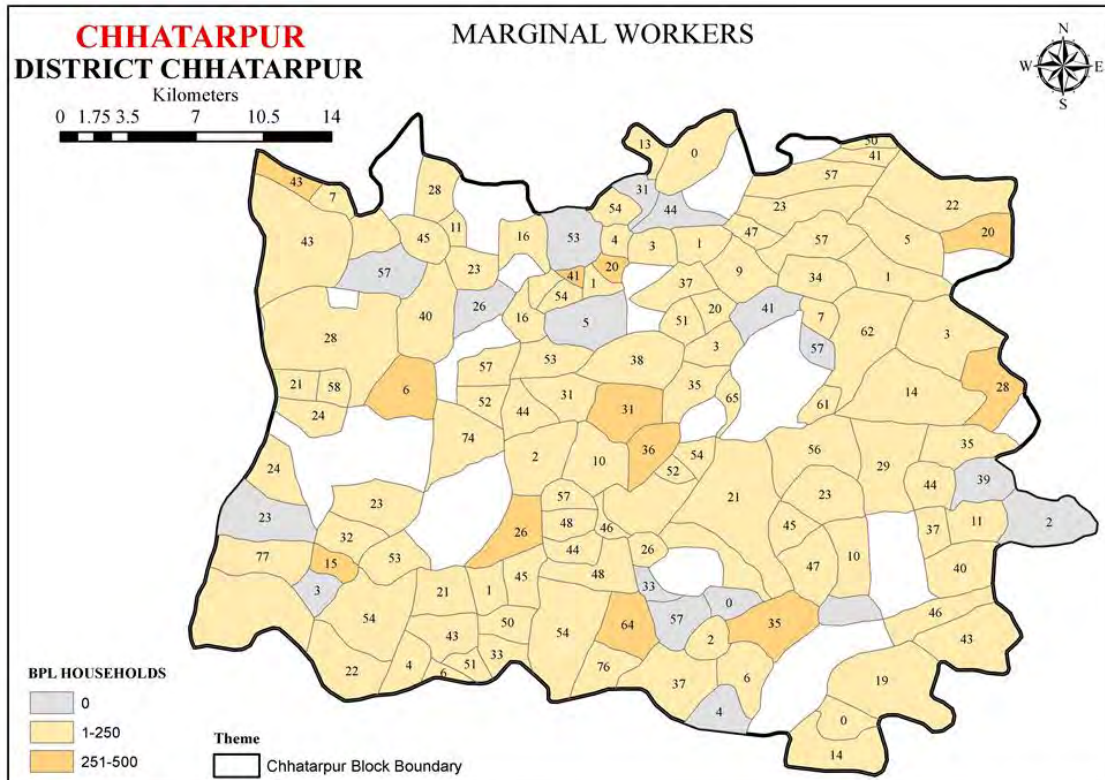 CHHATARPUR
DISTRICT CHHATARPUR
MARGINAL WORKERS
Kilometers
0 1.75 3.5 7 10.5 14
N
W E
S
13 0 50
41
43 7 28 31 57
54 44 23 22
43 45 11 16 53 4 3 1 47 57 5 20
57 23 41 20 9 34 1
54 1 37
26 5 51 20 41 7 62 3
40 16 57
28 53 38 3
57
21 58 6 31 35 14 28
24 52 44 31 65 61
74 36 56 35
24 2 10 54 29
52 44 39
23 57 21 23
23 48 46 45 37 11 2
32 26
77 15 53 44 26 47 10 40
3 21 1 45 48 33
54 50 64 57 0 35 46
43 54 2 43
22 4 6 51 33 76 37 6 19
4 0
14
BPL HOUSEHOLDS
0
1-250
251-500
Theme
Chhatarpur Block Boundary